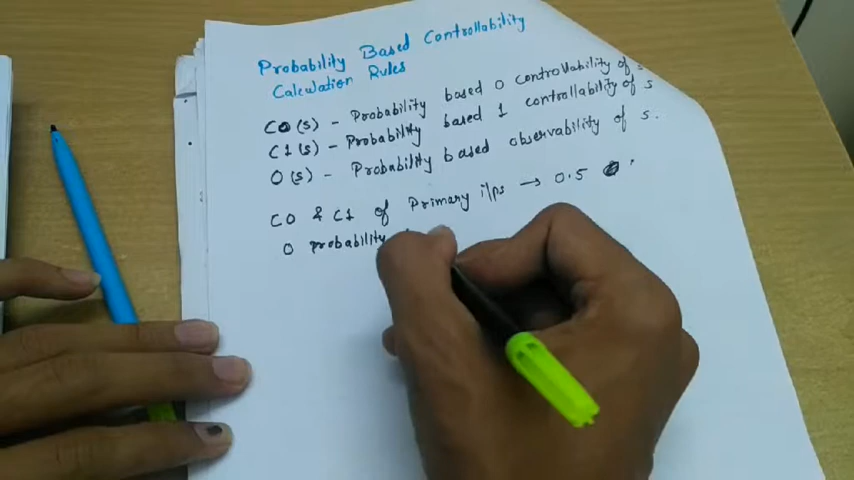 Probability Based Controllability
Calculation Rules
C0(s) - Probability based 0 controllability of s
C1(s) - Probability based 1 controllability of s
O(s) - Probability based observability of s.
C0 & C1 of Primary i/ps → 0.5
0 probability